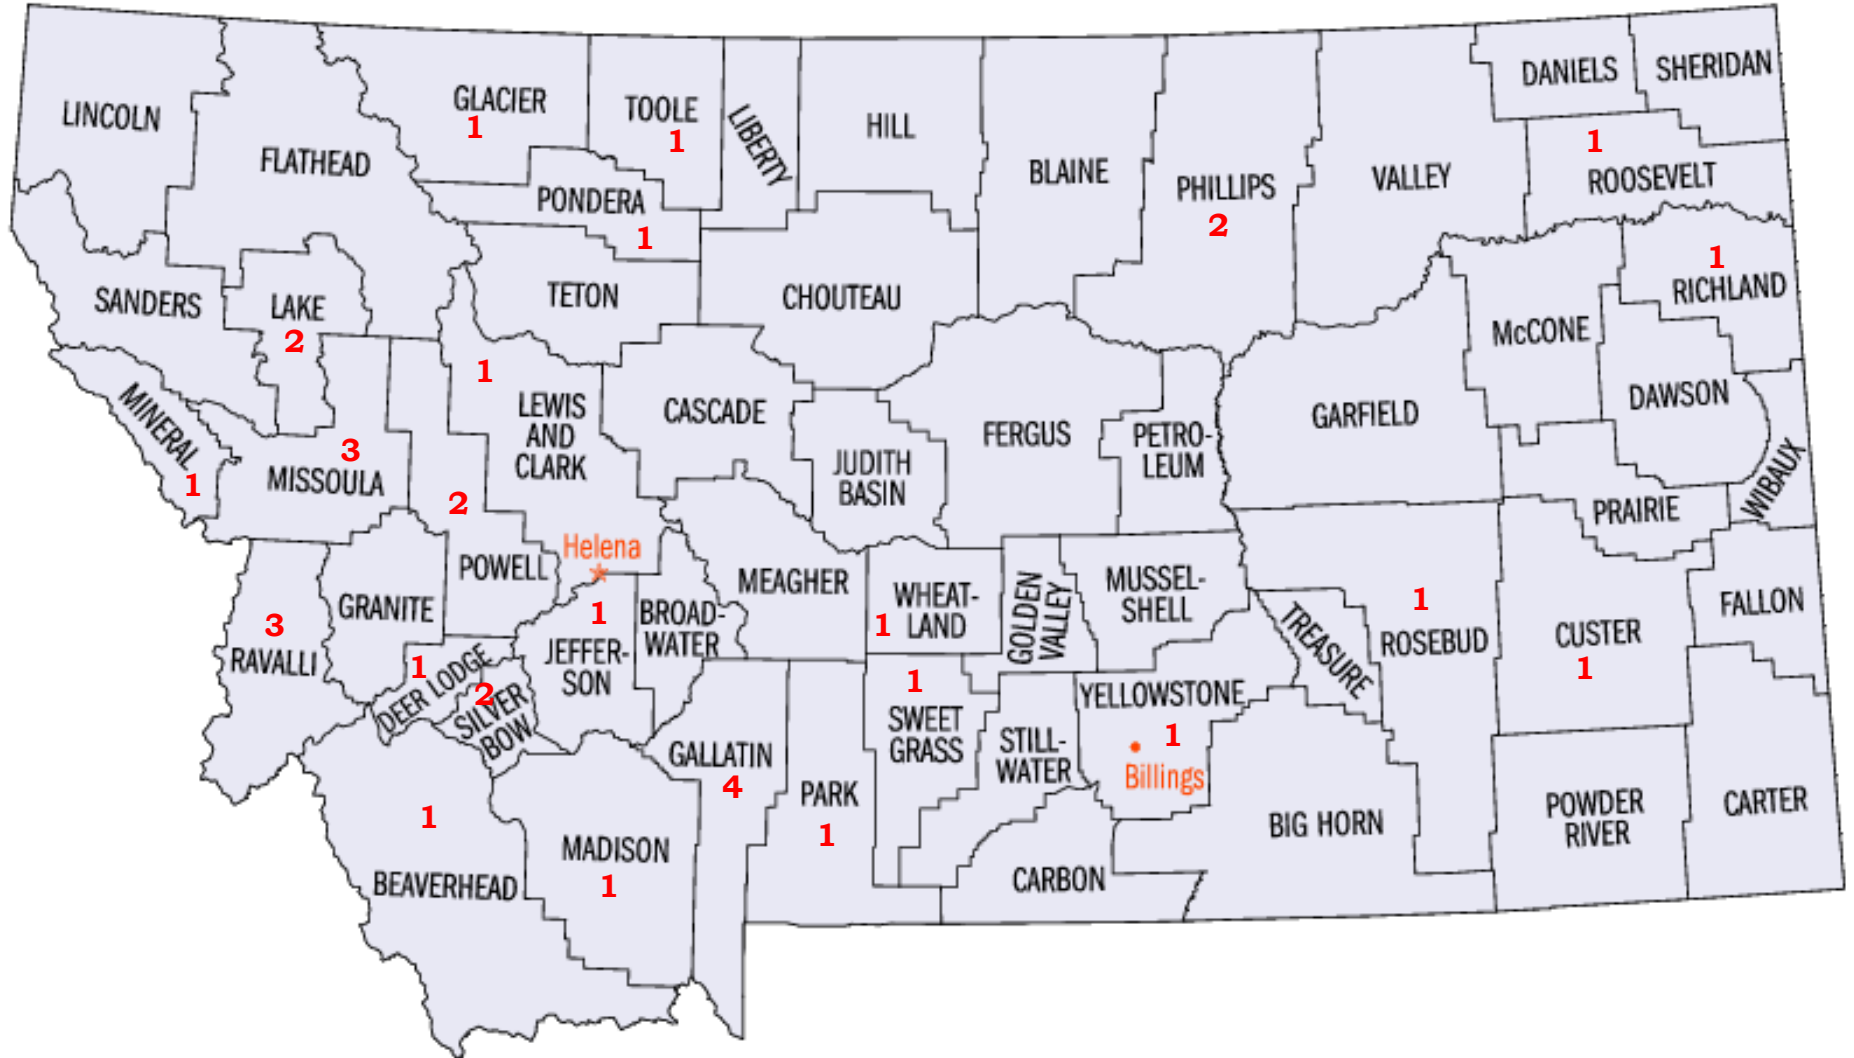 LINCOLN
FLATHEAD
GLACIER
1
TOOLE
1
LIBERTY
HILL
BLAINE
PHILLIPS
2
VALLEY
DANIELS
SHERIDAN
1
ROOSEVELT
PONDERA
1
SANDERS
LAKE
2
TETON
CHOUTEAU
1
RICHLAND
McCONE
DAWSON
WIBAUX
MINERAL
1
3
MISSOULA
2
POWELL
1
LEWIS
AND
CLARK
Helena
CASCADE
JUDITH
BASIN
FERGUS
PETRO-
LEUM
GARFIELD
PRAIRIE
3
RAVALLI
GRANITE
1
DEER LODGE
2
SILVER
BOW
1
JEFFER-
SON
BROAD-
WATER
MEAGHER
1
WHEAT-
LAND
GOLDEN
VALLEY
MUSSEL-
SHELL
TREASURE
1
ROSEBUD
CUSTER
1
FALLON
1
BEAVERHEAD
MADISON
1
GALLATIN
4
PARK
1
1
SWEET
GRASS
STILL-
WATER
YELLOWSTONE
1
Billings
CARBON
BIG HORN
POWDER
RIVER
CARTER